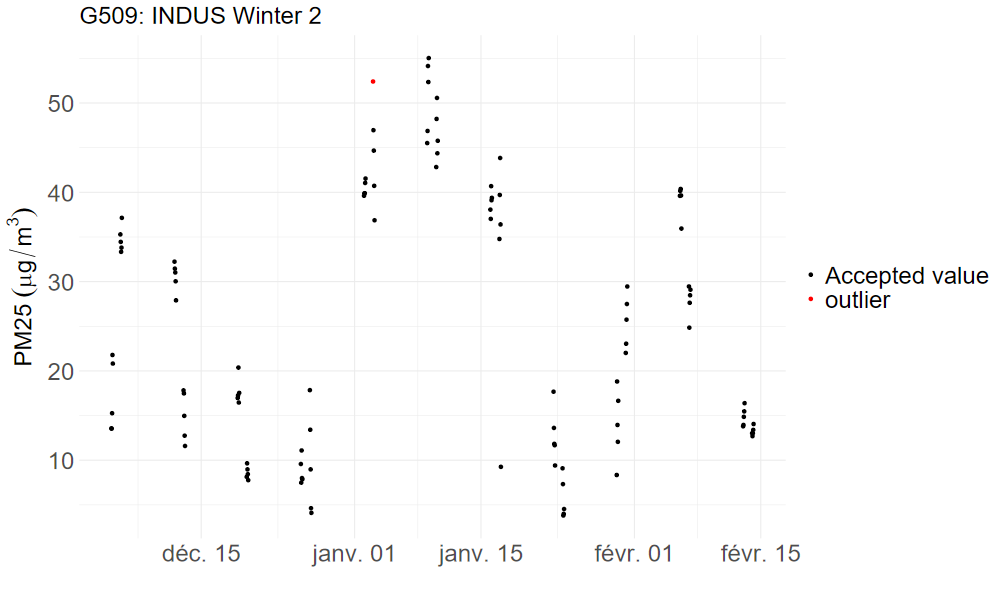 G509: INDUS Winter 2
PM25 (μg/m³)
50
40
30
20
10
déc. 15 janv. 01 janv. 15 févr. 01 févr. 15
Accepted value
outlier